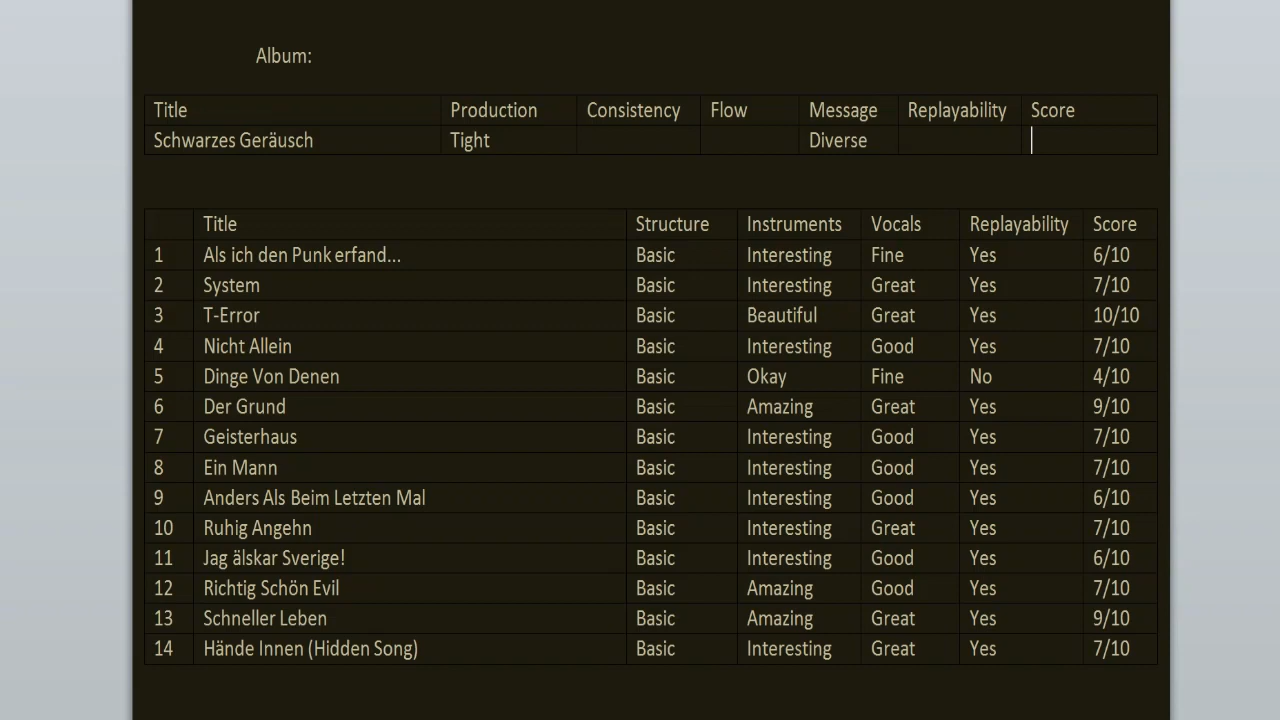 Album:
Title Production Consistency Flow Message Replayability Score
Schwarzes Geräusch Tight Diverse
Title Structure Instruments Vocals Replayability Score
1 Als ich den Punk erfand... Basic Interesting Fine Yes 6/10
2 System Basic Interesting Great Yes 7/10
3 T-Error Basic Beautiful Great Yes 10/10
4 Nicht Allein Basic Interesting Good Yes 7/10
5 Dinge Von Denen Basic Okay Fine No 4/10
6 Der Grund Basic Amazing Great Yes 9/10
7 Geisterhaus Basic Interesting Good Yes 7/10
8 Ein Mann Basic Interesting Good Yes 7/10
9 Anders Als Beim Letzten Mal Basic Interesting Good Yes 6/10
10 Ruhig Angehn Basic Interesting Great Yes 7/10
11 Jag älskar Sverige! Basic Interesting Good Yes 6/10
12 Richtig Schön Evil Basic Amazing Good Yes 7/10
13 Schneller Leben Basic Amazing Great Yes 9/10
14 Hände Innen (Hidden Song) Basic Interesting Great Yes 7/10